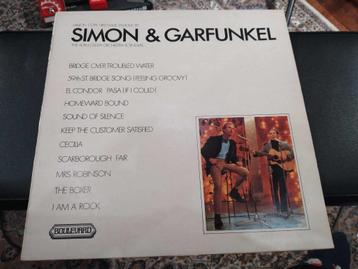 SIMON & GARFUNKEL
BRIDGE OVER TROUBLED WATER
59th ST. BRIDGE SONG (FEELING GROOVY)
EL CONDOR PASA (IF I COULD)
HOMEWARD BOUND
SOUND OF SILENCE
KEEP THE CUSTOMER SATISFIED
CECILIA
SCARBOROUGH FAIR
MRS ROBINSON
THE BOXER
I AM A ROCK
BOULEVARD